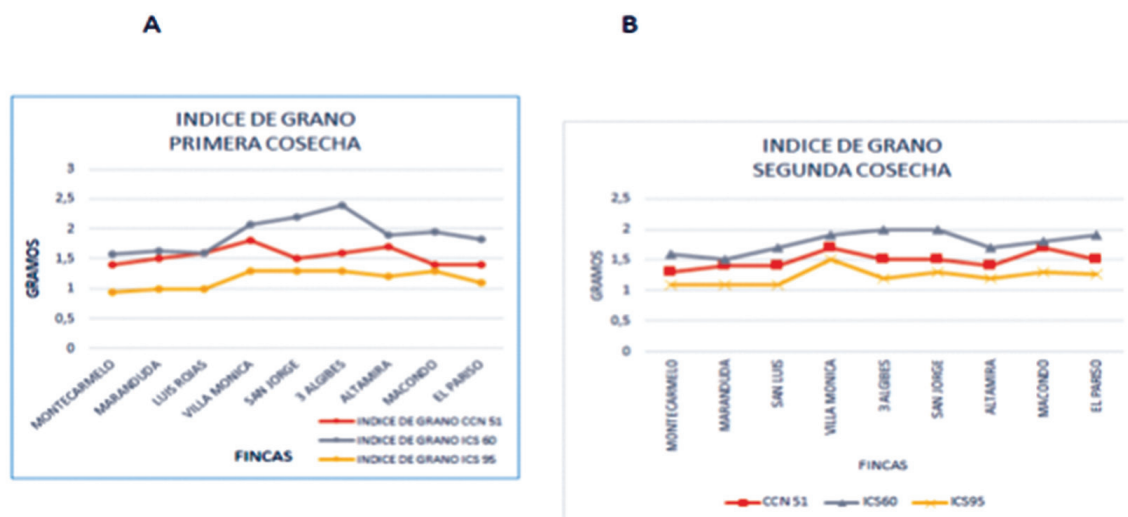 A
B
INDICE DE GRANO
PRIMERA COSECHA
3
2,5
2
1,5
1
0,5
0
GRAMOS
MONTECARMELO
MARANDUDA
LUIS ROJAS
VILLA MONICA
SAN JORGE
3 ALGIBES
ALTAMIRA
MACONDO
EL PARISO
INDICE DE GRANO CCN 51
INDICE DE GRANO ICS 60
INDICE DE GRANO ICS 95
FINCAS
INDICE DE GRANO
SEGUNDA COSECHA
2,5
2
1,5
1
0,5
0
GRAMOS
MONTECARMELO
MARANDUDA
SAN LUIS
VILLA MONICA
3 ALGIBES
SAN JORGE
ALTAMIRA
MACONDO
EL PARISO
FINCAS
CCN 51
ICS60
ICS95